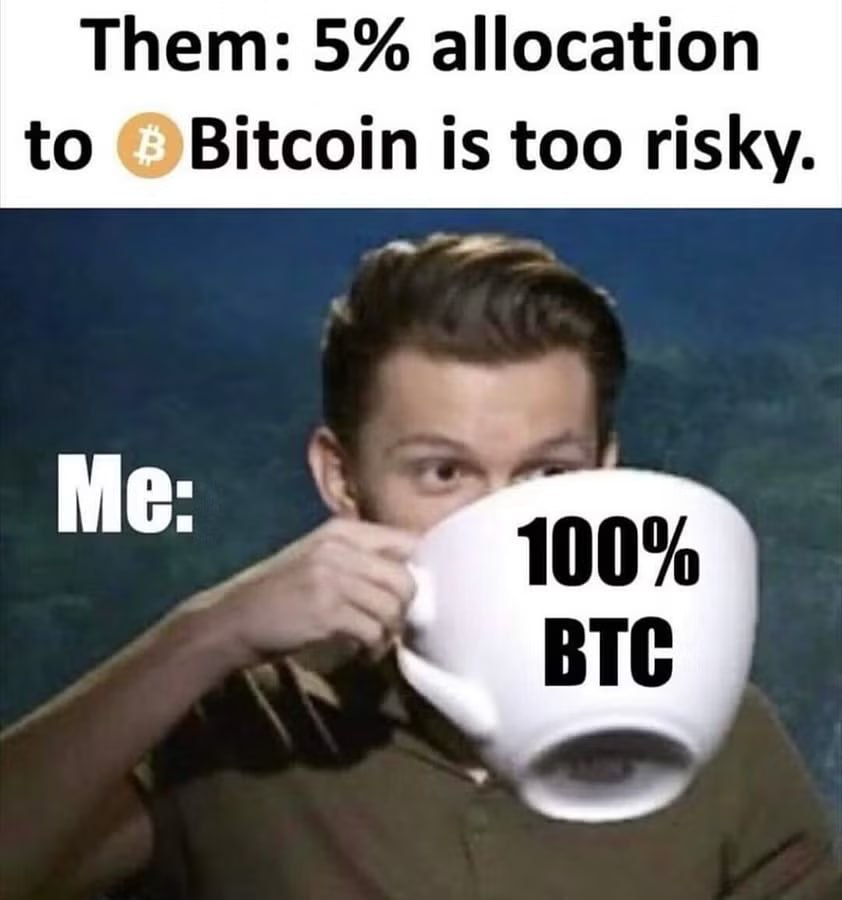 Them: 5% allocation
to ₿ Bitcoin is too risky.
Me:
100%
BTC